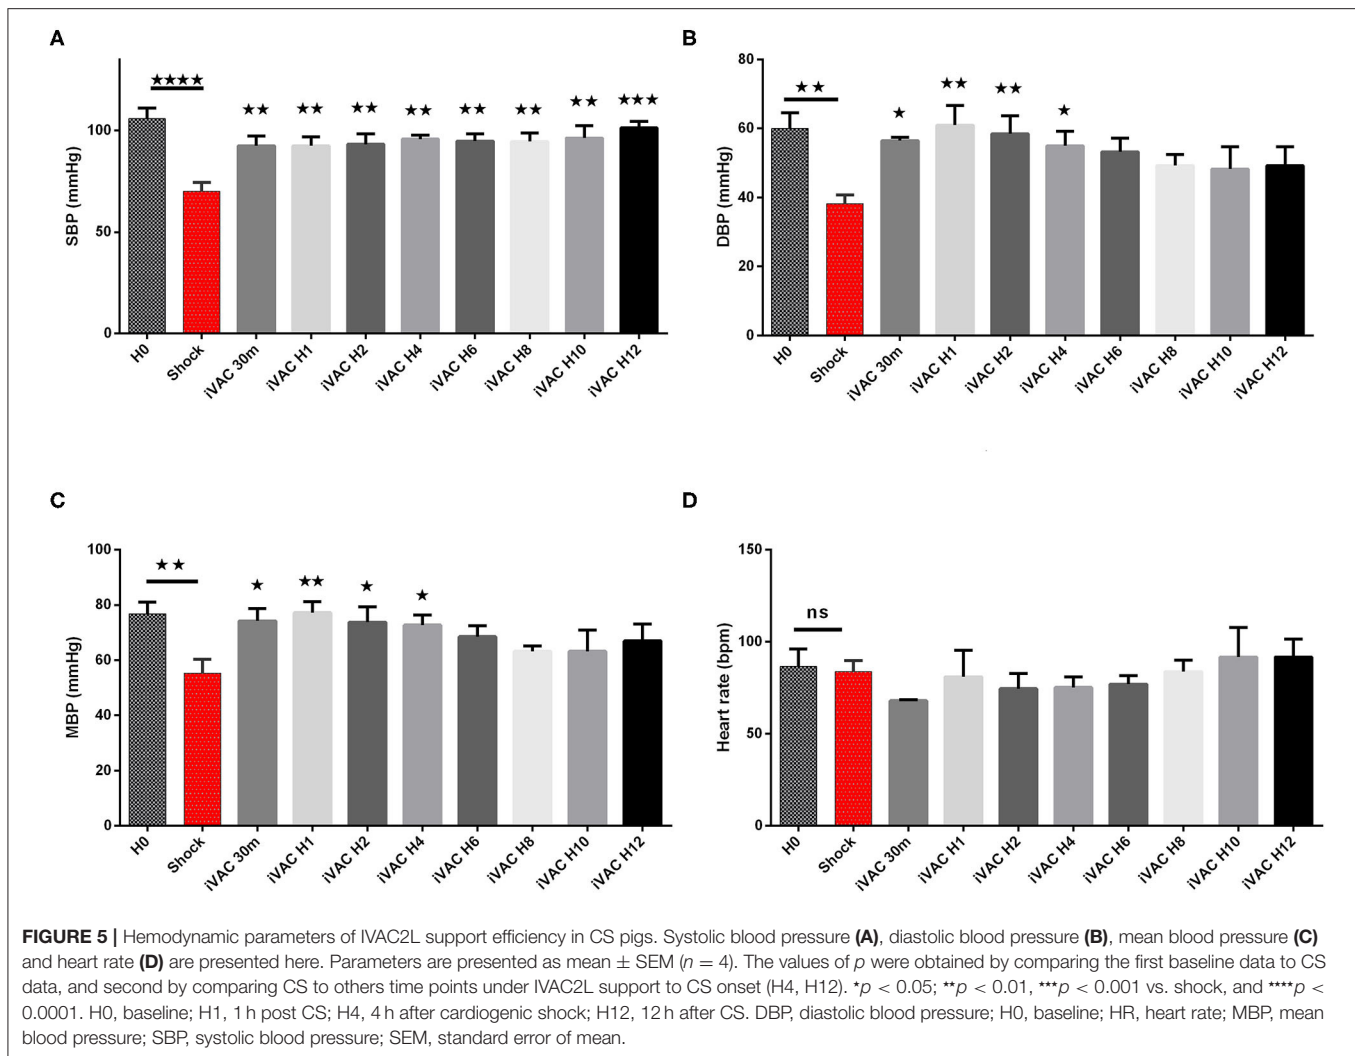 A
★★★★
★★ ★★ ★★ ★★ ★★ ★★ ★★ ★★★
100
50
0
SBP (mmHg)
H0 Shock iVAC 30m iVAC H1 iVAC H2 iVAC H4 iVAC H6 iVAC H8 iVAC H10 iVAC H12
B
80
60
40
20
0
DBP (mmHg)
★★
★ ★★ ★★ ★
H0 Shock iVAC 30m iVAC H1 iVAC H2 iVAC H4 iVAC H6 iVAC H8 iVAC H10 iVAC H12
C
100
80
60
40
20
0
MBP (mmHg)
★★
★ ★★ ★ ★
H0 Shock iVAC 30m iVAC H1 iVAC H2 iVAC H4 iVAC H6 iVAC H8 iVAC H10 iVAC H12
D
150
100
50
0
Heart rate (bpm)
ns
H0 Shock iVAC 30m iVAC H1 iVAC H2 iVAC H4 iVAC H6 iVAC H8 iVAC H10 iVAC H12
FIGURE 5 | Hemodynamic parameters of IVAC2L support efficiency in CS pigs. Systolic blood pressure (A), diastolic blood pressure (B), mean blood pressure (C)
and heart rate (D) are presented here. Parameters are presented as mean ± SEM (n = 4). The values of p were obtained by comparing the first baseline data to CS
data, and second by comparing CS to others time points under IVAC2L support to CS onset (H4, H12). *p < 0.05; **p < 0.01, ***p < 0.001 vs. shock, and ****p <
0.0001. H0, baseline; H1, 1 h post CS; H4, 4 h after cardiogenic shock; H12, 12 h after CS. DBP, diastolic blood pressure; H0, baseline; HR, heart rate; MBP, mean
blood pressure; SBP, systolic blood pressure; SEM, standard error of mean.